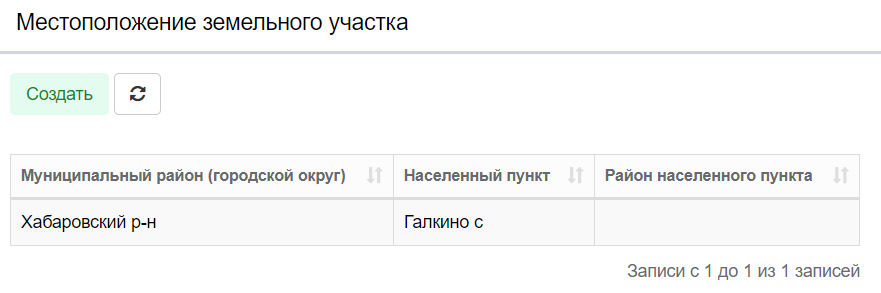 Местоположение земельного участка
Создать
Муниципальный район (городской округ) Населенный пункт Район населенного пункта
Хабаровский р-н Галкино с
Записи с 1 до 1 из 1 записей